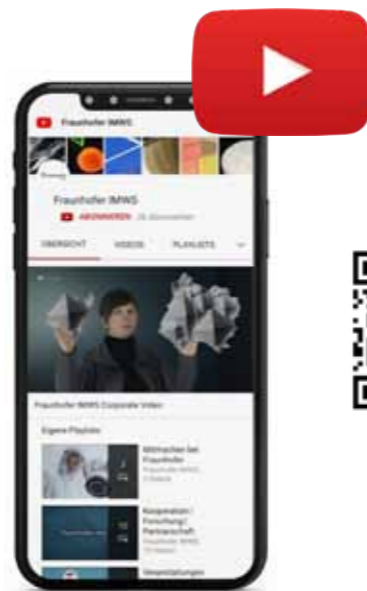 Fraunhofer IMWS
Fraunhofer IMWS
ABONNIEREN
ÜBERSICHT VIDEOS PLAYLISTS
Fraunhofer IMWS Corporate Video
Eigene Playlists
Mitmachen bei
Fraunhofer
Fraunhofer IMWS
Kooperation /
Forschung /
Partnerschaft
Fraunhofer IMWS
Veranstaltungen